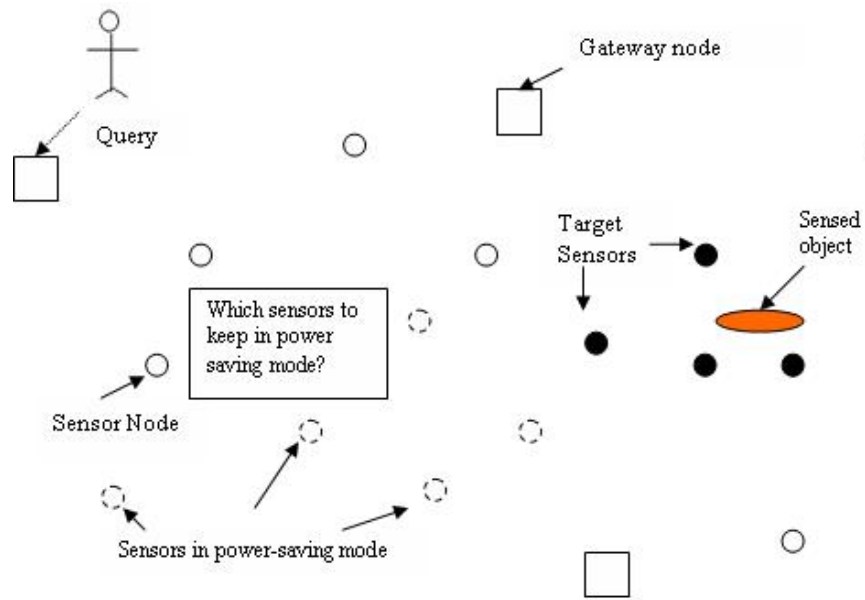 Gateway node
Query
Target
Sensors
Sensed
object
Which sensors to
keep in power
saving mode?
Sensor Node
Sensors in power-saving mode